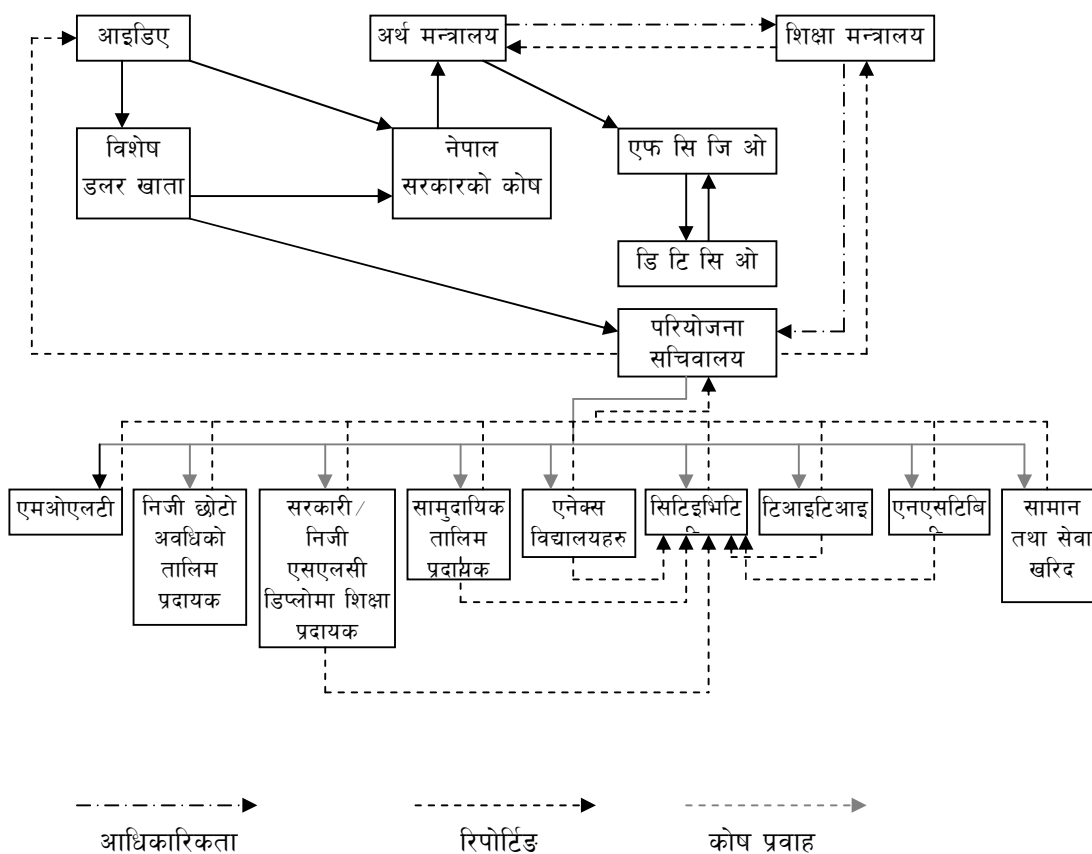 आइडिए
अर्थ मन्त्रालय
शिक्षा मन्त्रालय
विशेष
डलर खाता
नेपाल
सरकारको कोष
एफ सि जि ओ
डि टि सि ओ
परियोजना
सचिवालय
एमओएलटी
निजी छोटो
अवधिको
तालिम
प्रदायक
सरकारी/
निजी
एसएलसी
डिप्लोमा शिक्षा
प्रदायक
सामुदायिक
तालिम
प्रदायक
एनेक्स
विद्यालयहरु
सिटिइभिटि
टिआइटिआइ
एनएसटिबि
सामान
तथा सेवा
खरिद
आधिकारिकता
रिपोर्टिङ
कोष प्रवाह